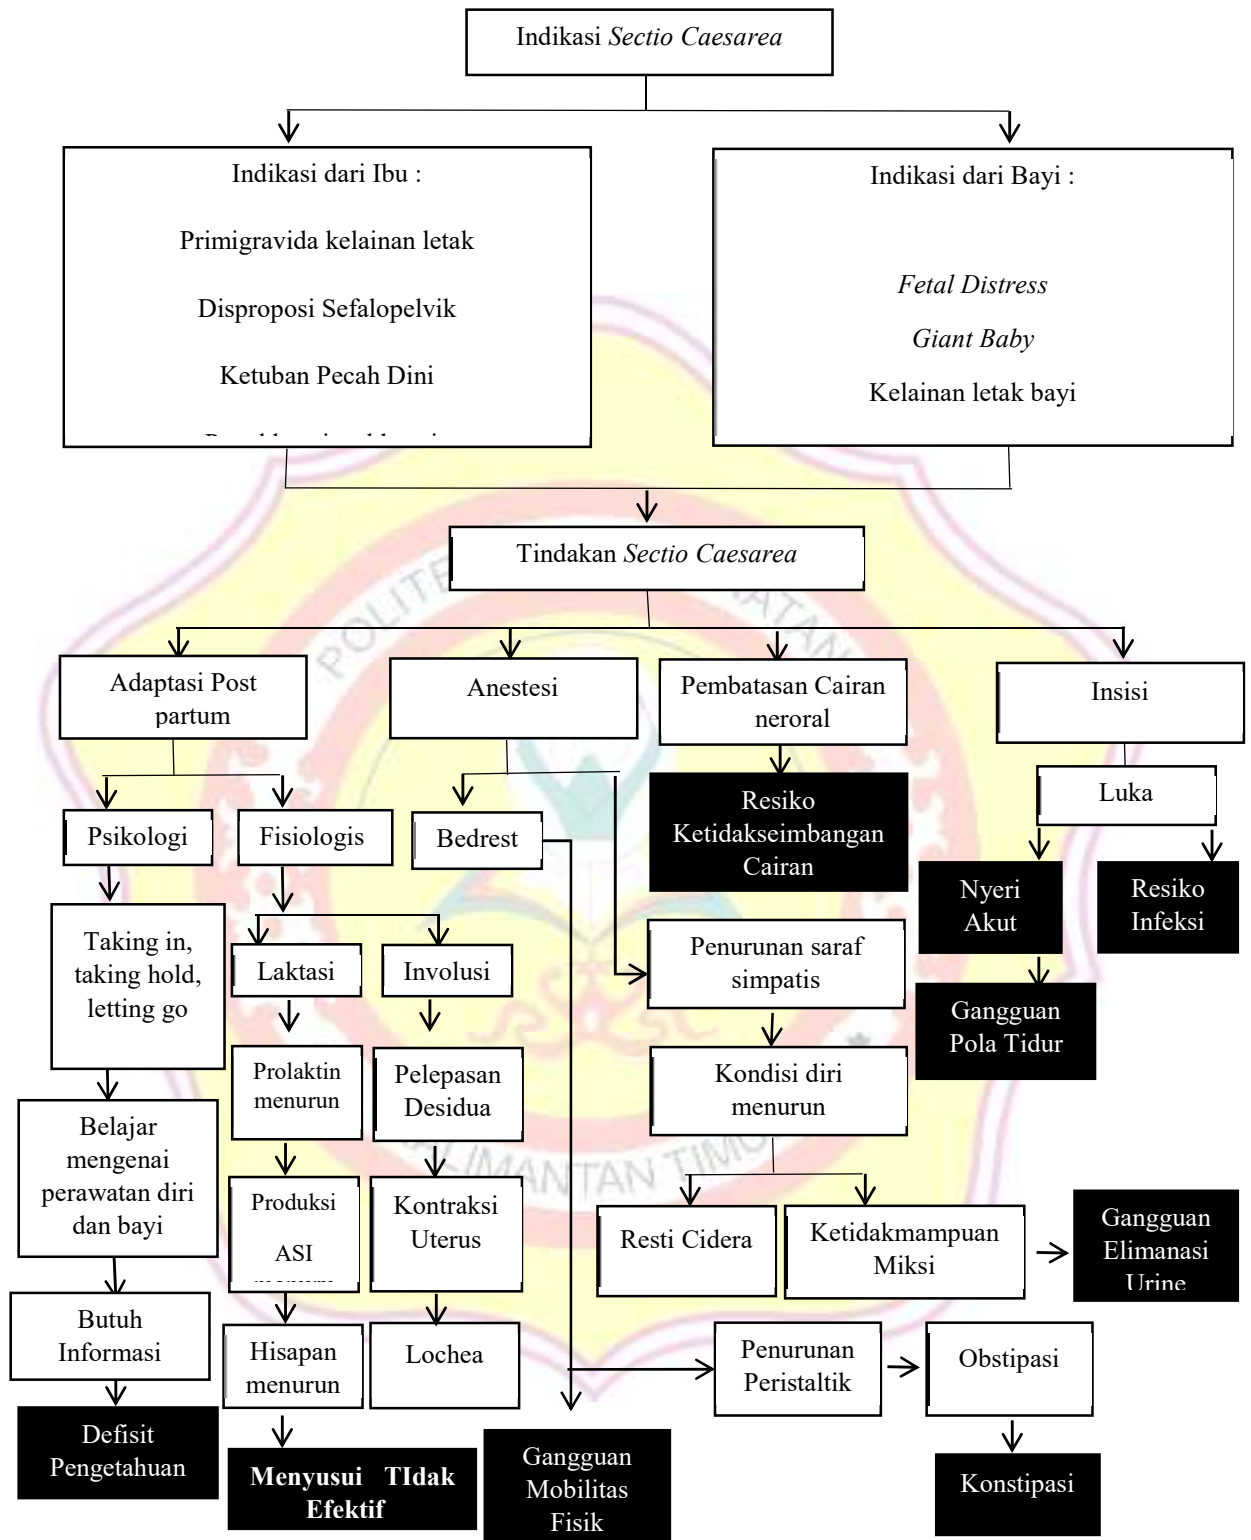 Indikasi Sectio Caesarea
Indikasi dari Ibu :
Primigravida kelainan letak
Disproposi Sefalopelvik
Ketuban Pecah Dini
Indikasi dari Bayi :
Fetal Distress
Giant Baby
Kelainan letak bayi
Tindakan Sectio Caesarea
Adaptasi Post
partum
Anestesi
Pembatasan Cairan
neroral
Insisi
Psikologi
Fisiologis
Bedrest
Resiko
Ketidakseimbangan
Cairan
Luka
Nyeri
Akut
Resiko
Infeksi
Taking in,
taking hold,
letting go
Laktasi
Involusi
Penurunan saraf
simpatis
Gangguan
Pola Tidur
Prolaktin
menurun
Pelepasan
Desidua
Kondisi diri
menurun
Belajar
mengenai
perawatan diri
dan bayi
Produksi
ASI
Kontraksi
Uterus
Resti Cidera
Ketidakmampuan
Miksi
Gangguan
Elimanasi
Urine
Butuh
Informasi
Hisapan
menurun
Lochea
Penurunan
Peristaltik
Obstipasi
Defisit
Pengetahuan
Menyusui TIdak
Efektif
Gangguan
Mobilitas
Fisik
Konstipasi
KALIMANTAN TIMUR